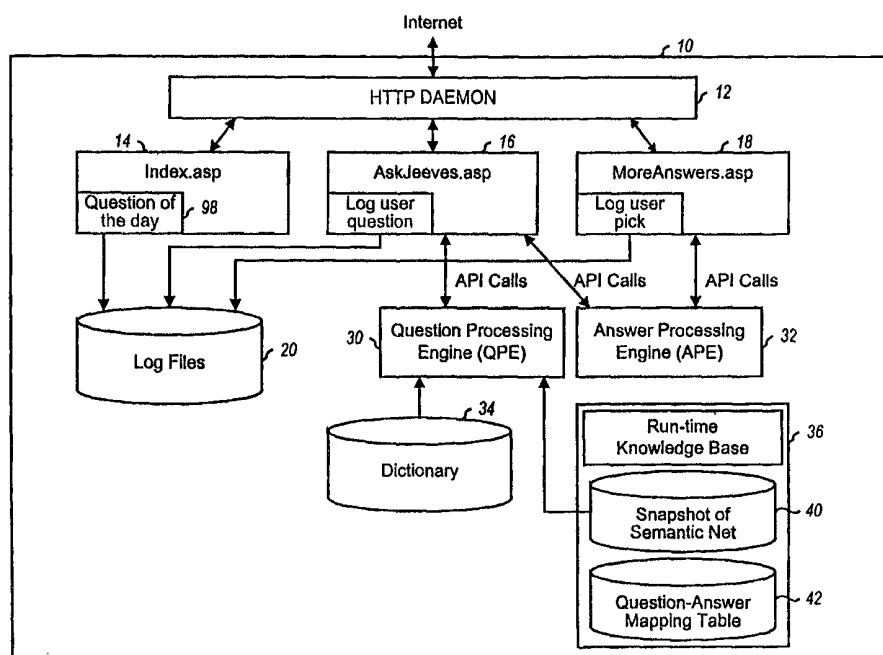 Internet
10
HTTP DAEMON
12
14
Index.asp
Question of
the day
98
16
AskJeeves.asp
Log user
question
18
MoreAnswers.asp
Log user
pick
API Calls
API Calls
API Calls
Log Files
20
30
Question Processing
Engine (QPE)
Answer Processing
Engine (APE)
32
34
Dictionary
Run-time
Knowledge Base
36
Snapshot of
Semantic Net
40
Question-Answer
Mapping Table
42